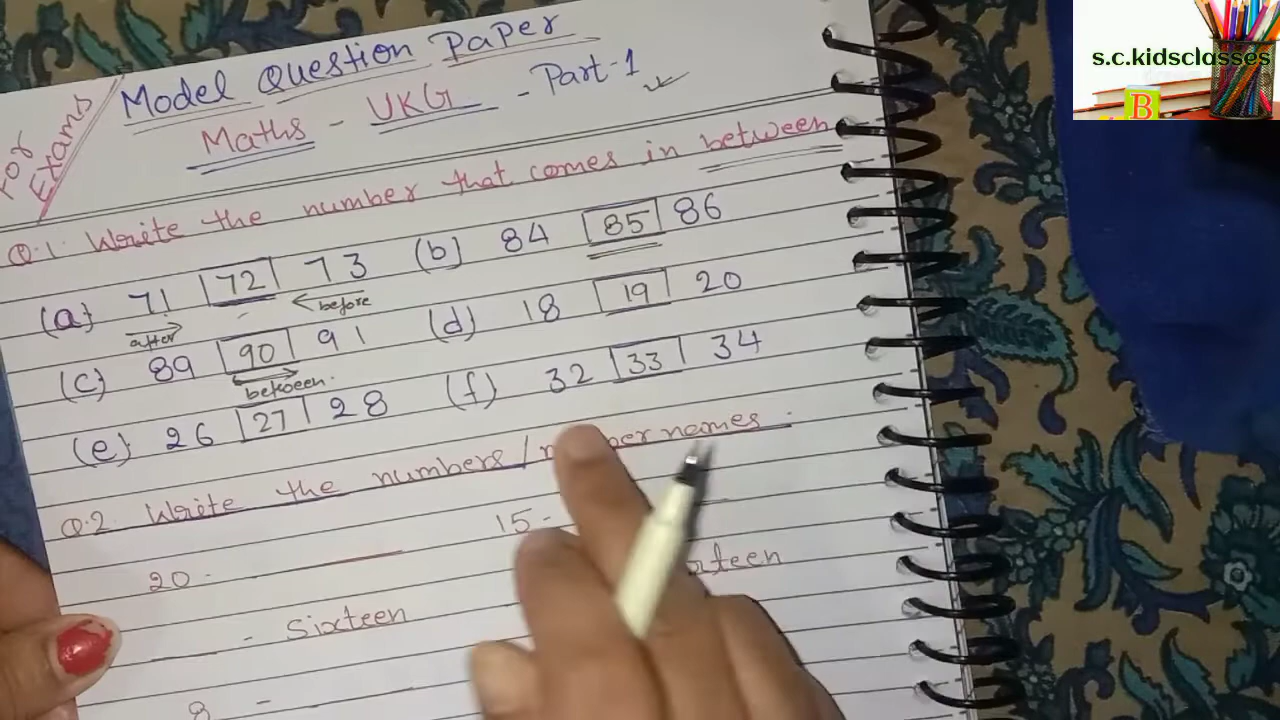 For Exams
Model Question Paper
Maths - UKG - Part-1
Q.1. Write the number that comes in between
(a) 71 72 73 (b) 84 85 86
after before
(c) 89 90 91 (d) 18 19 20
between.
(e) 26 27 28 (f) 32 33 34
Q.2. Write the numbers / names.
20 - 15 -
- Sixteen
8 -
s.c.kidsclasses
B